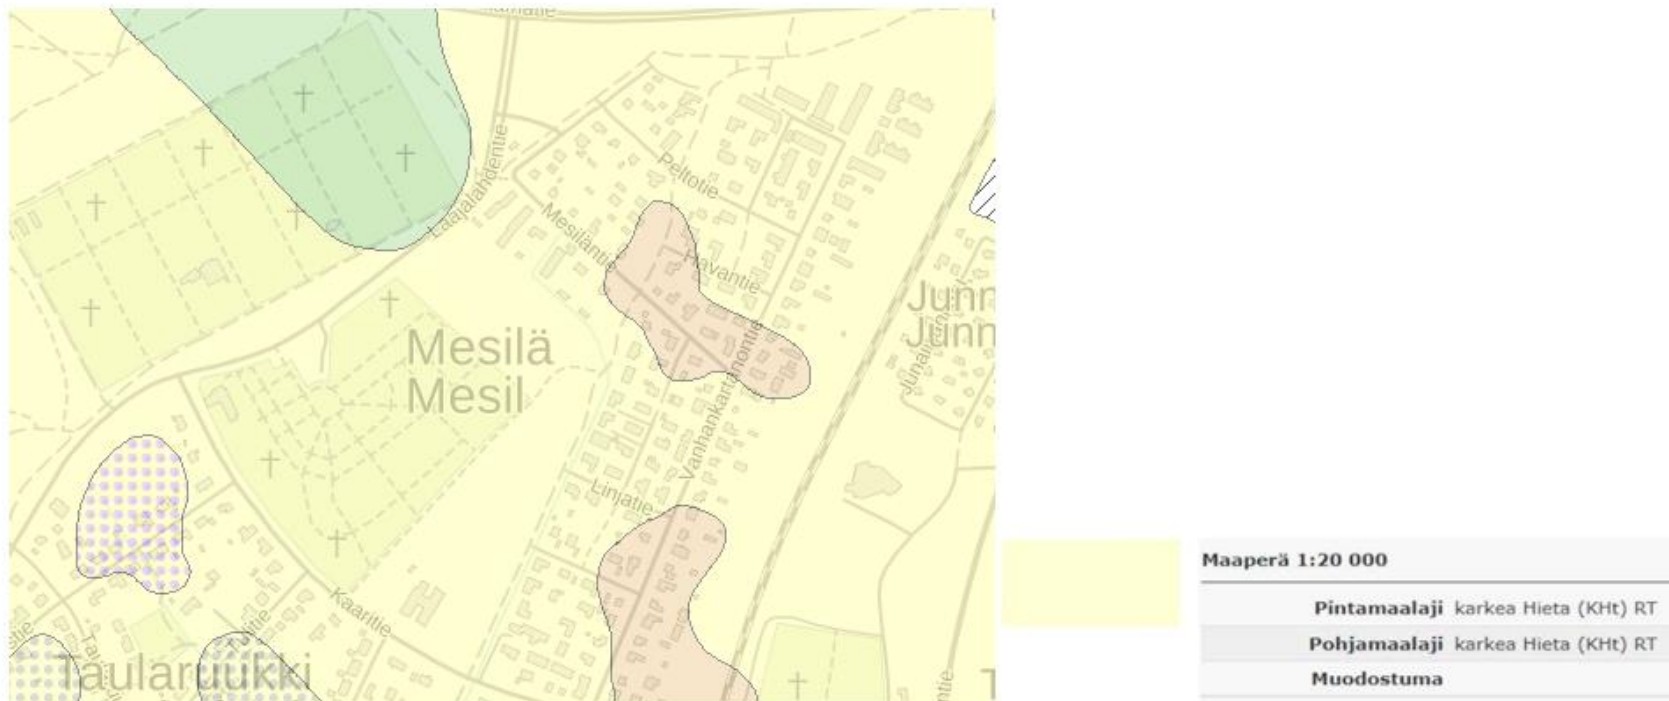 Laajalahdentie
Peltotie
Mesiläntie
Havantie
Vanhankartanontie
Mesilä
Mesil
Junn
Junn
Linjatie
Kaaritie
Taularuukki
Maaperä 1:20 000
Pintamaalaji karkea Hieta (KHt) RT
Pohjamaalaji karkea Hieta (KHt) RT
Muodostuma